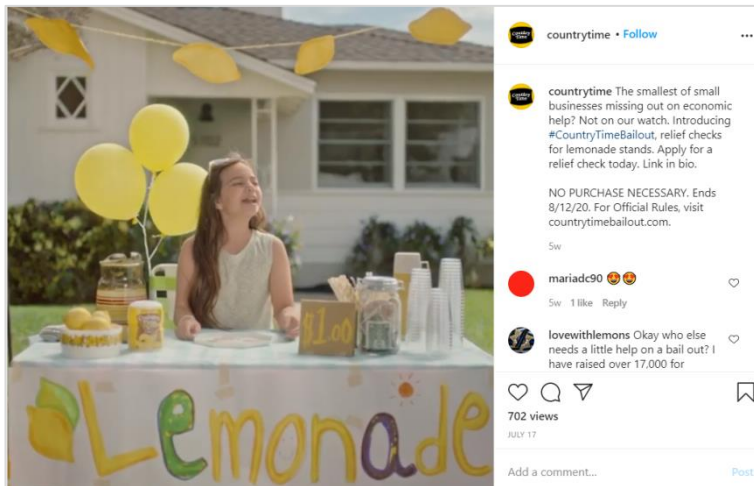 $1.00
Lemonade
countrytime • Follow
countrytime The smallest of small
businesses missing out on economic
help? Not on our watch. Introducing
#CountryTimeBailout, relief checks
for lemonade stands. Apply for a
relief check today. Link in bio.
NO PURCHASE NECESSARY. Ends
8/12/20. For Official Rules, visit
countrytimebailout.com.
5w
mariadc90 😍😍
5w 1 like Reply
lovewithlemons Okay who else
needs a little help on a bail out? I
have raised over 17,000 for
702 views
JULY 17
Add a comment...
Post